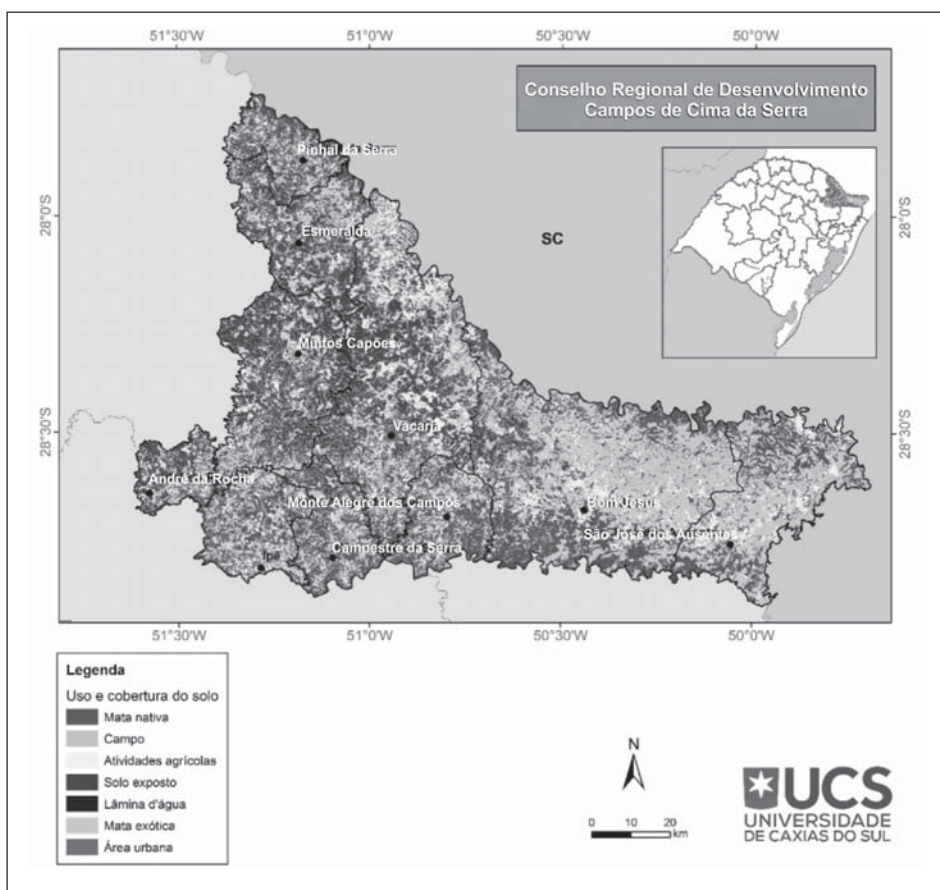 51°30'W
51°0'W
50°30'W
50°0'W
Conselho Regional de Desenvolvimento
Campos de Cima da Serra
Pinhal da Serra
28°0'S
28°0'S
Esmeralda
SC
Muitos Capões
28°30'S
Vacaria
28°30'S
André da Rocha
Monte Alegre dos Campos
Bom Jesus
São José dos Ausentes
Campestre da Serra
Ipê
51°30'W
51°0'W
50°30'W
50°0'W
Legenda
Uso e cobertura do solo
Mata nativa
Campo
Atividades agrícolas
Solo exposto
Lâmina d'água
Mata exótica
Área urbana
N
0 10 20
km
UCS
UNIVERSIDADE
DE CAXIAS DO SUL